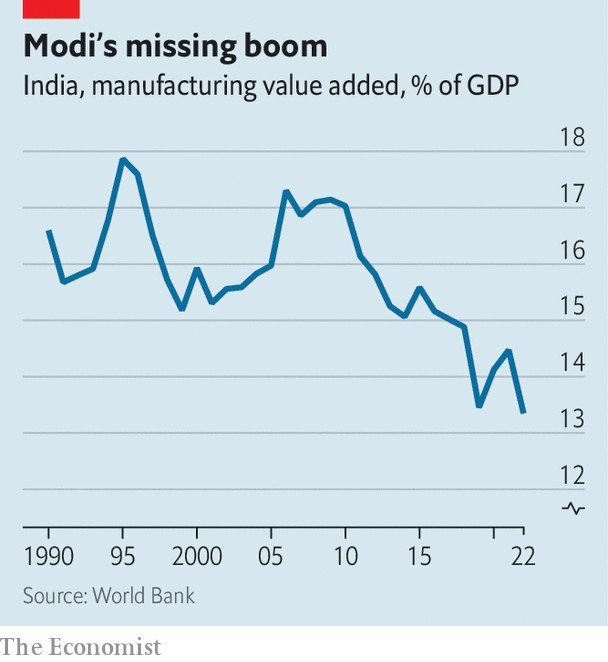 Modi’s missing boom
India, manufacturing value added, % of GDP
18
17
16
15
14
13
12
1990 95 2000 05 10 15 22
Source: World Bank
The Economist